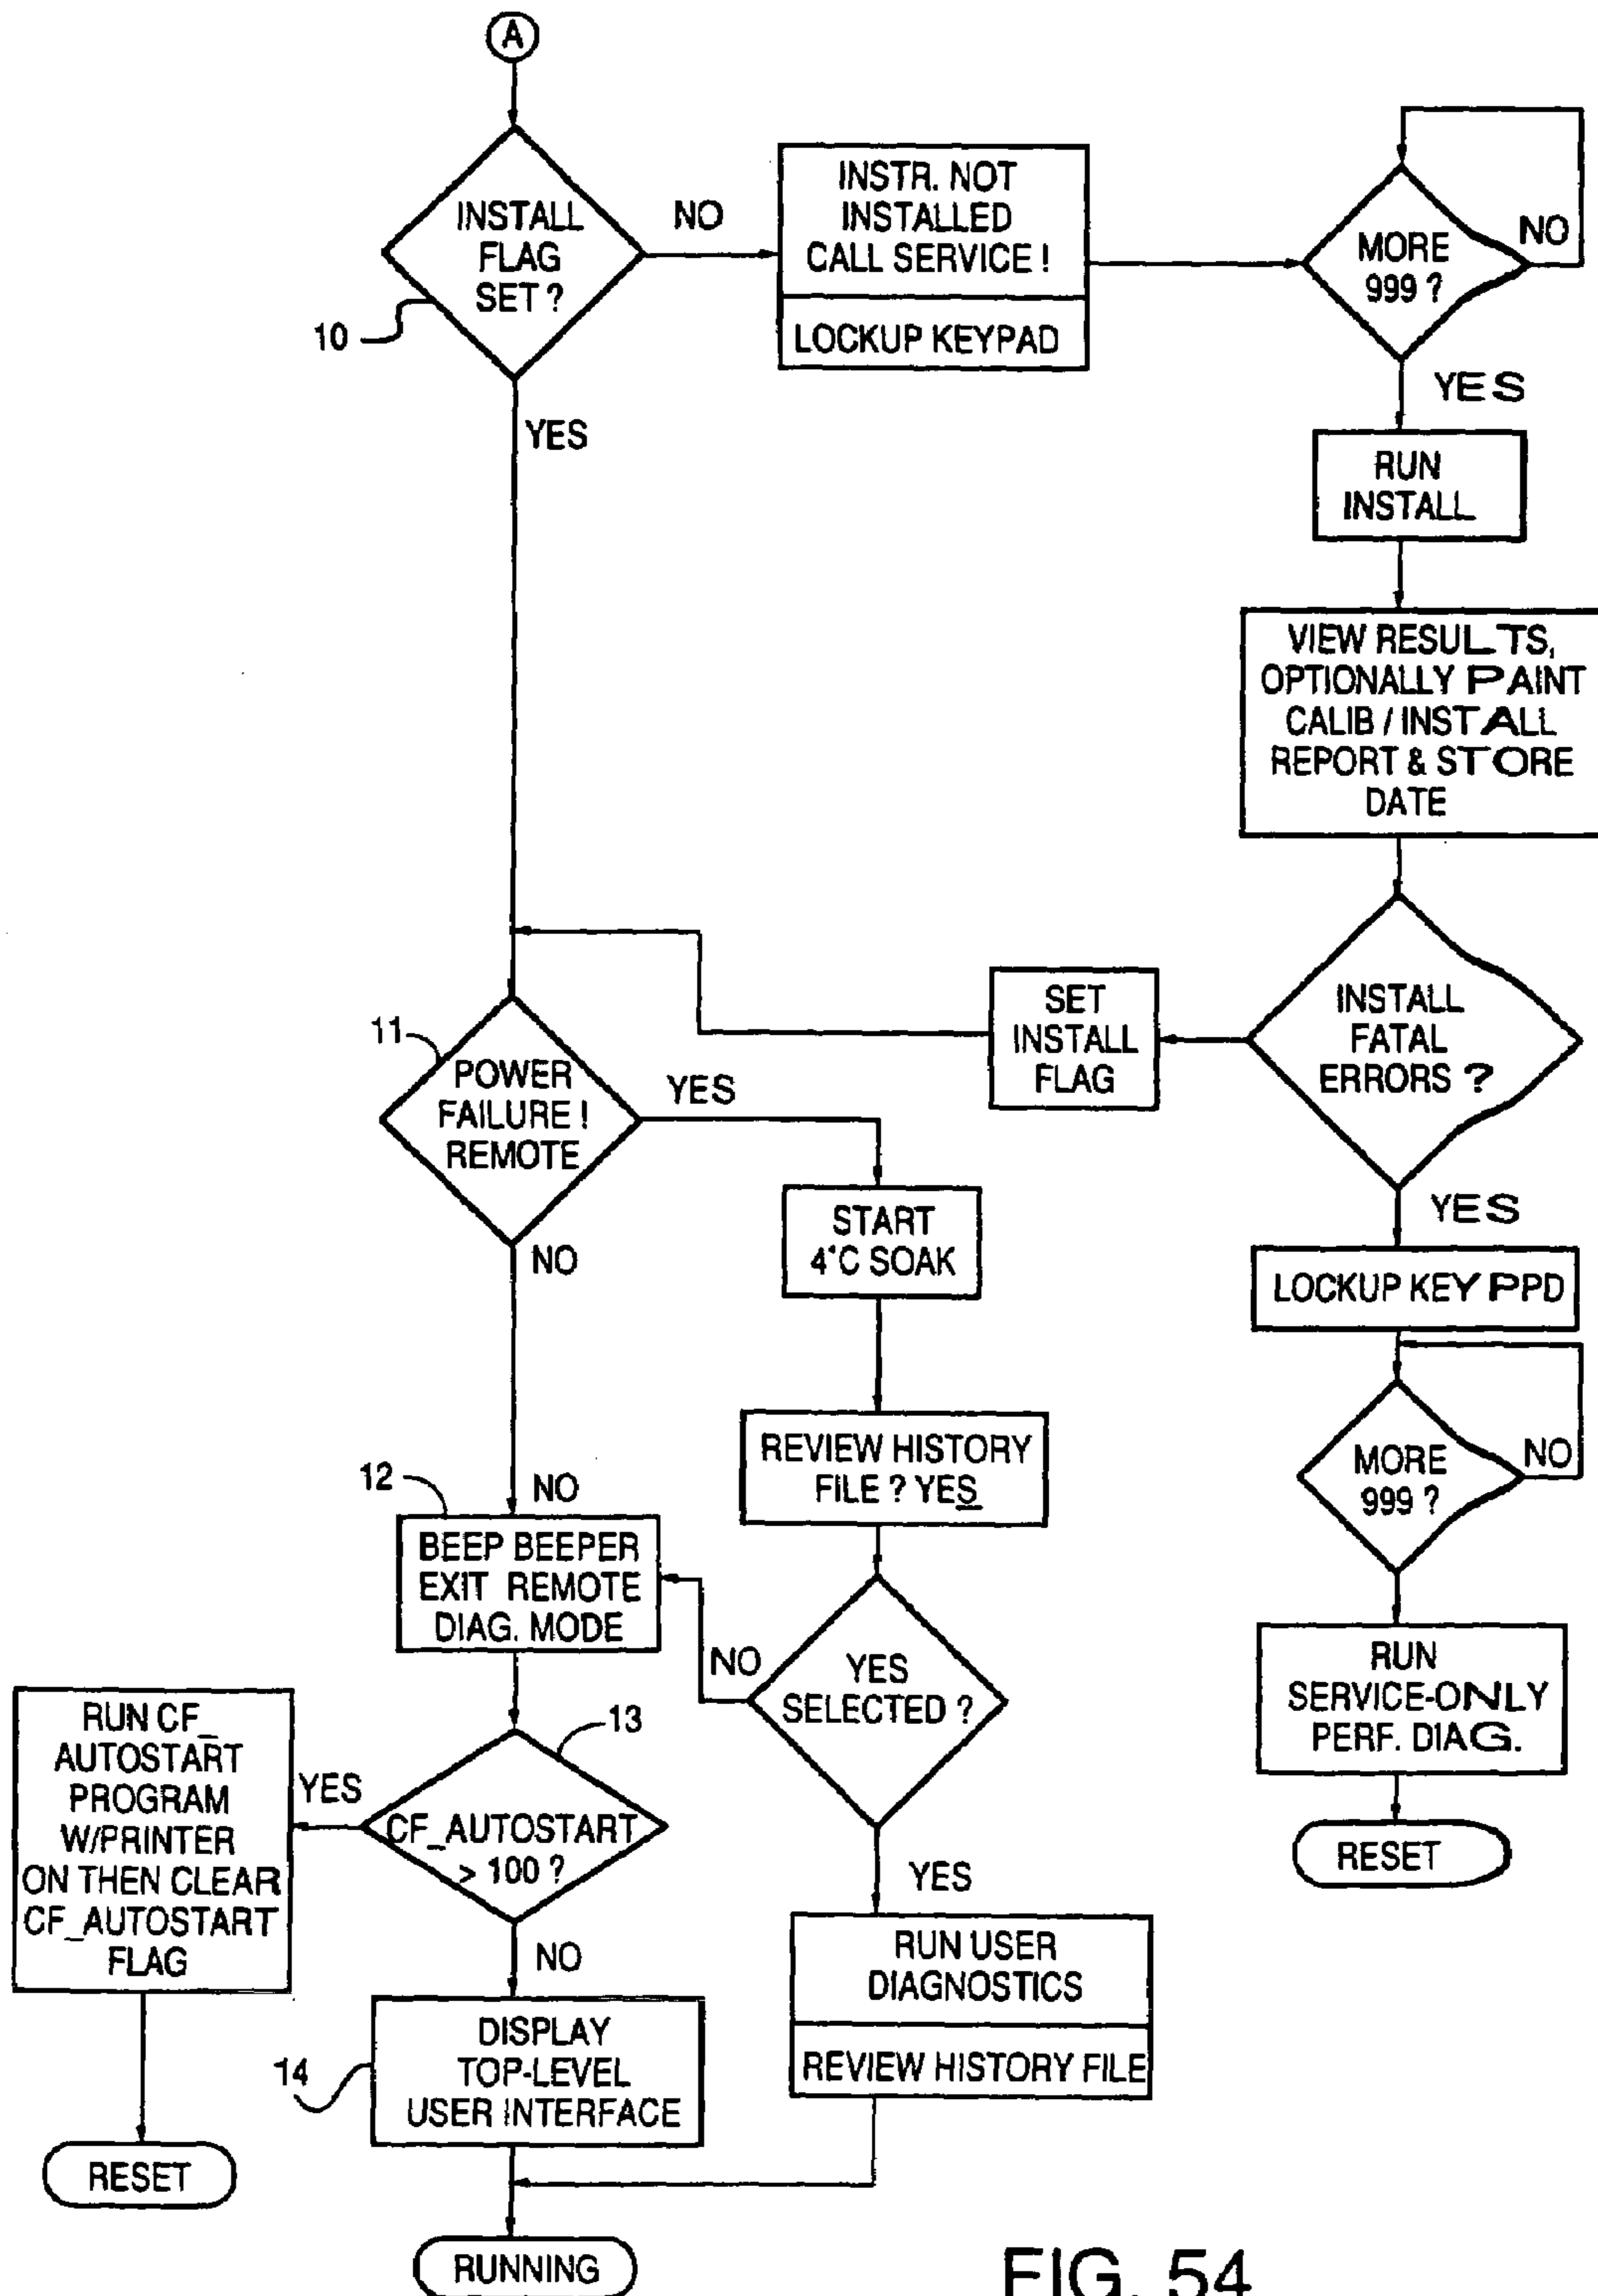 A
INSTALL
FLAG
SET ?
10
NO
YES
INSTR. NOT
INSTALLED
CALL SERVICE !
LOCKUP KEYPAD
MORE
999 ?
NO
YES
RUN
INSTALL
VIEW RESULTS,
OPTIONALLY PAINT
CALIB / INSTALL
REPORT & STORE
DATE
INSTALL
FATAL
ERRORS ?
SET
INSTALL
FLAG
YES
LOCKUP KEY PPD
MORE
999 ?
NO
RUN
SERVICE-ONLY
PERF. DIAG.
RESET
11
POWER
FAILURE !
REMOTE
YES
NO
START
4°C SOAK
REVIEW HISTORY
FILE ? YES
YES
SELECTED ?
NO
YES
RUN USER
DIAGNOSTICS
REVIEW HISTORY FILE
12
NO
BEEP BEEPER
EXIT REMOTE
DIAG. MODE
13
CF_AUTOSTART
> 100 ?
YES
NO
RUN CF_
AUTOSTART
PROGRAM
W/PRINTER
ON THEN CLEAR
CF_AUTOSTART
FLAG
RESET
14
DISPLAY
TOP-LEVEL
USER INTERFACE
RUNNING
FIG. 54